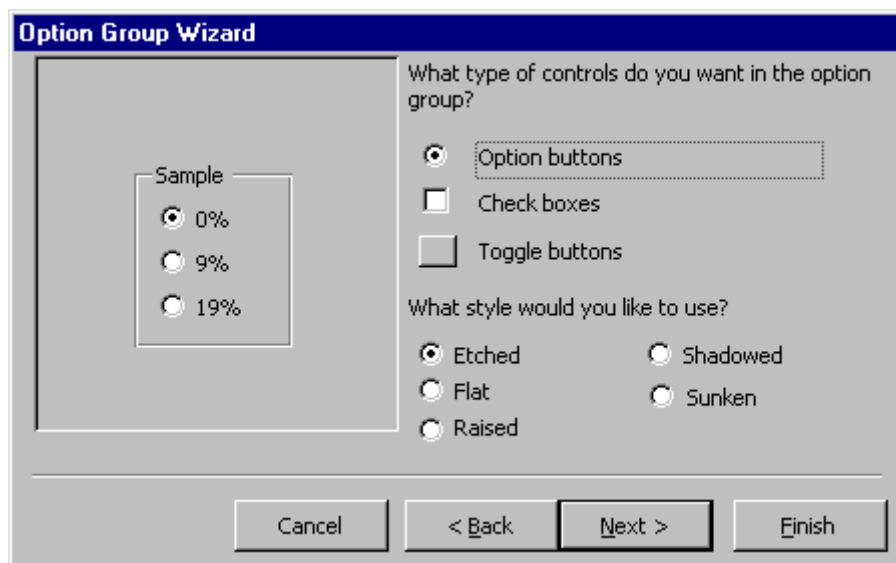 Option Group Wizard
What type of controls do you want in the option
group?
Sample
0%
9%
19%
Option buttons
Check boxes
Toggle buttons
What style would you like to use?
Etched
Shadowed
Flat
Sunken
Raised
Cancel
< Back
Next >
Finish